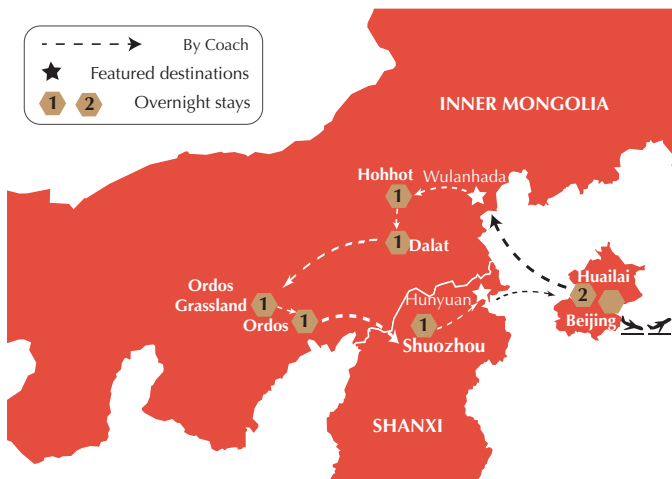 By Coach
Featured destinations
1 2 Overnight stays
INNER MONGOLIA
Wulanhada
Hohhot
1
1 Dalat
Huailai
2
Beijing
Ordos
Grassland
1
Ordos
1
Hunyuan
1
Shuozhou
SHANXI